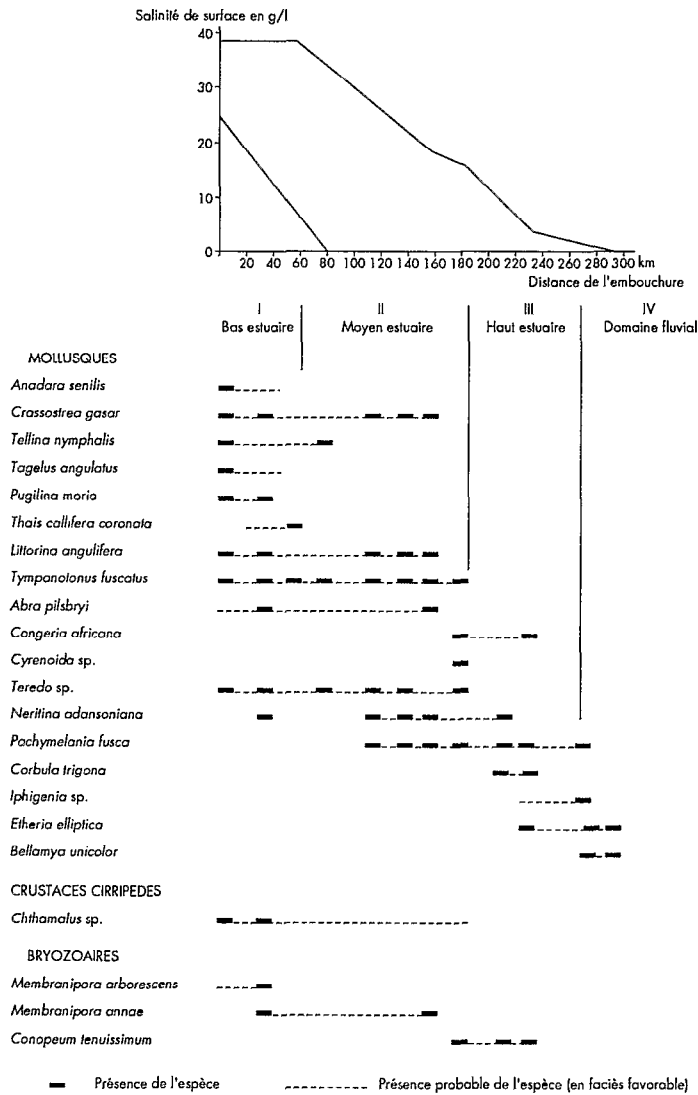 Salinité de surface en g/l
40
30
20
10
0
20 40 60 80 100 120 140 160 180 200 220 240 260 280 300 km
Distance de l'embouchure
I II III IV
Bas estuaire Moyen estuaire Haut estuaire Domaine fluvial
MOLLUSQUES
Anadara senilis
Crassostrea gasar
Tellina nymphalis
Tagelus angulatus
Pugilina morio
Thais callifera coronata
Littorina angulifera
Tympanotonus fuscatus
Abra pilsbryi
Congeria africana
Cyrenoida sp.
Teredo sp.
Neritina adansoniana
Pachymelania fusca
Corbula trigona
Iphigenia sp.
Etheria elliptica
Bellamya unicolor
CRUSTACES CIRRIPEDES
Chthamalus sp.
BRYOZOAIRES
Membranipora arborescens
Membranipora annae
Conopeum tenuissimum
Présence de l'espèce Présence probable de l'espèce (en faciès favorable)